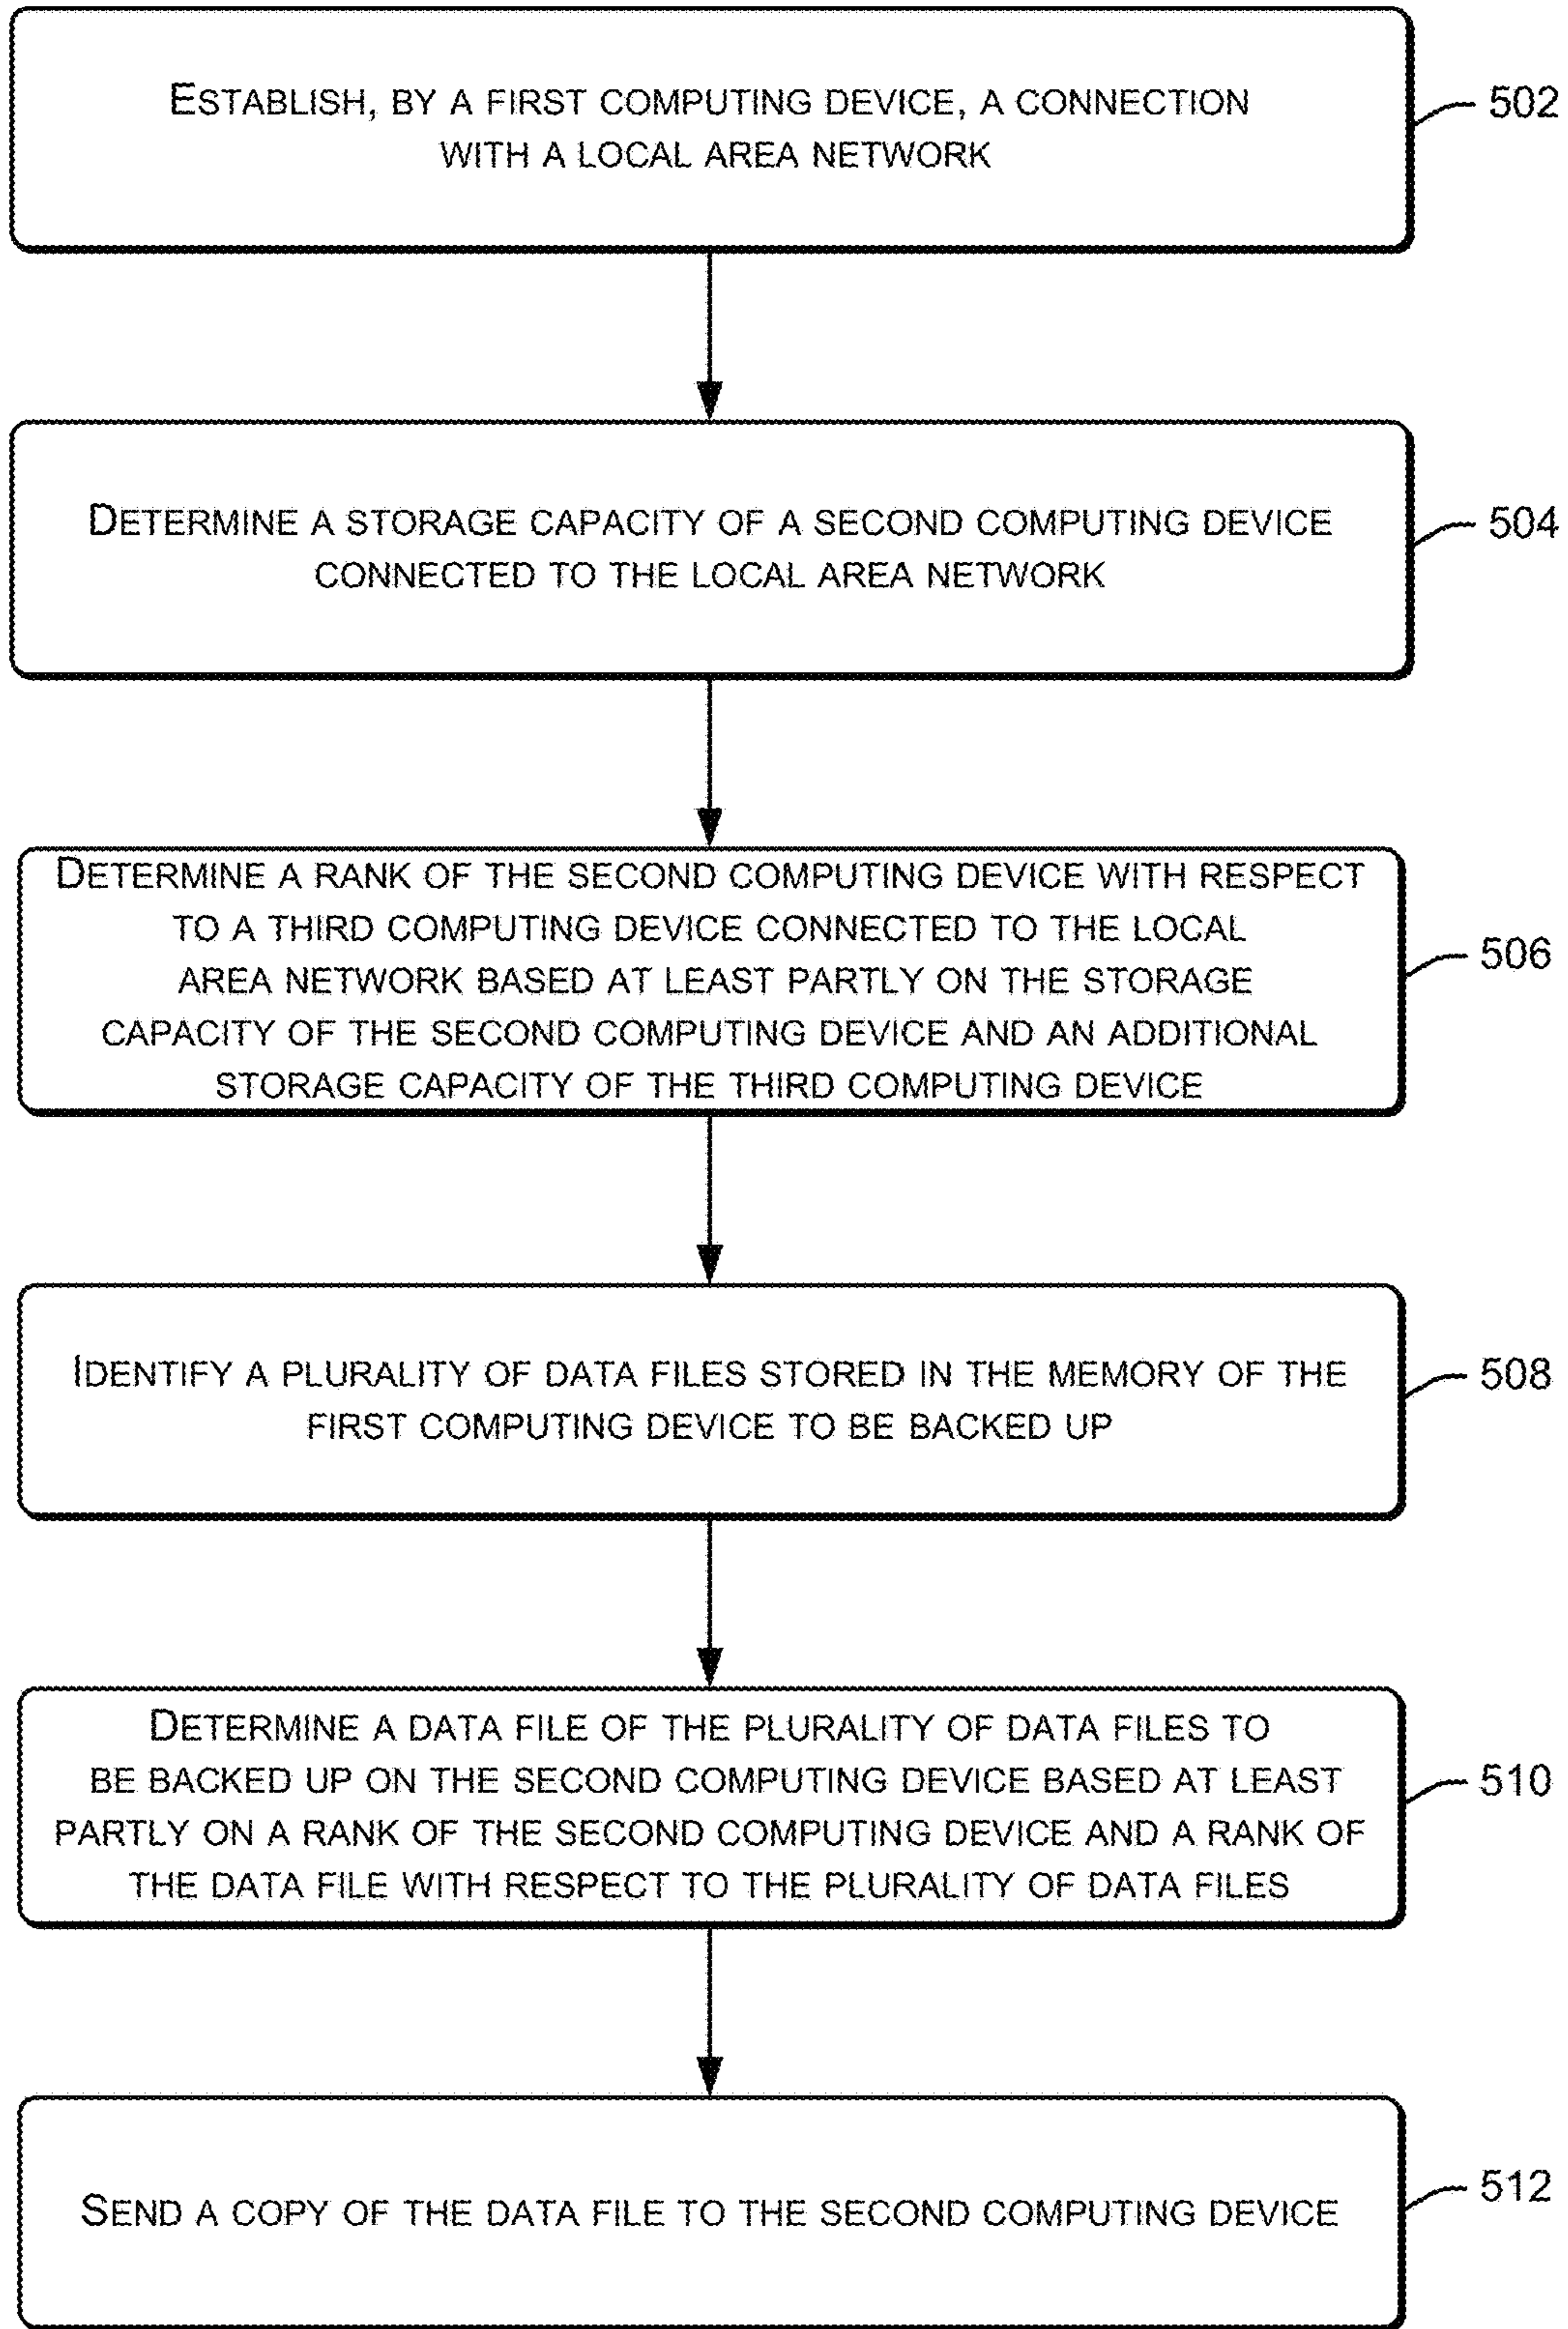 ESTABLISH, BY A FIRST COMPUTING DEVICE, A CONNECTION
WITH A LOCAL AREA NETWORK
502
DETERMINE A STORAGE CAPACITY OF A SECOND COMPUTING DEVICE
CONNECTED TO THE LOCAL AREA NETWORK
504
DETERMINE A RANK OF THE SECOND COMPUTING DEVICE WITH RESPECT
TO A THIRD COMPUTING DEVICE CONNECTED TO THE LOCAL
AREA NETWORK BASED AT LEAST PARTLY ON THE STORAGE
CAPACITY OF THE SECOND COMPUTING DEVICE AND AN ADDITIONAL
STORAGE CAPACITY OF THE THIRD COMPUTING DEVICE
506
IDENTIFY A PLURALITY OF DATA FILES STORED IN THE MEMORY OF THE
FIRST COMPUTING DEVICE TO BE BACKED UP
508
DETERMINE A DATA FILE OF THE PLURALITY OF DATA FILES TO
BE BACKED UP ON THE SECOND COMPUTING DEVICE BASED AT LEAST
PARTLY ON A RANK OF THE SECOND COMPUTING DEVICE AND A RANK OF
THE DATA FILE WITH RESPECT TO THE PLURALITY OF DATA FILES
510
SEND A COPY OF THE DATA FILE TO THE SECOND COMPUTING DEVICE
512